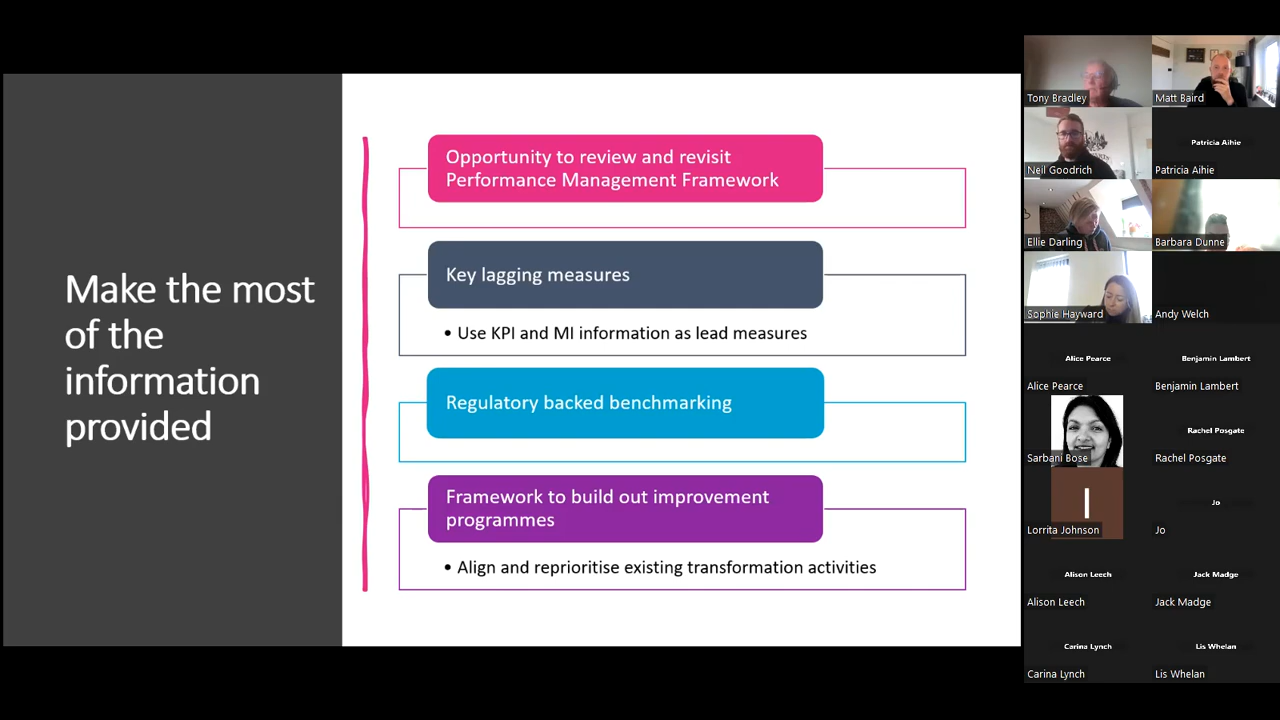 Make the most
of the
information
provided
Opportunity to review and revisit
Performance Management Framework
Key lagging measures
• Use KPI and MI information as lead measures
Regulatory backed benchmarking
Framework to build out improvement
programmes
• Align and reprioritise existing transformation activities
Tony Bradley
Matt Baird
Neil Goodrich
Patricia Aihie
Patricia Aihie
Ellie Darling
Barbara Dunne
Sophie Hayward
Andy Welch
Alice Pearce
Alice Pearce
Benjamin Lambert
Benjamin Lambert
Sarbani Bose
Rachel Posgate
Rachel Posgate
I
Lorrita Johnson
Jo
Jo
Alison Leech
Alison Leech
Jack Madge
Jack Madge
Carina Lynch
Carina Lynch
Lis Whelan
Lis Whelan